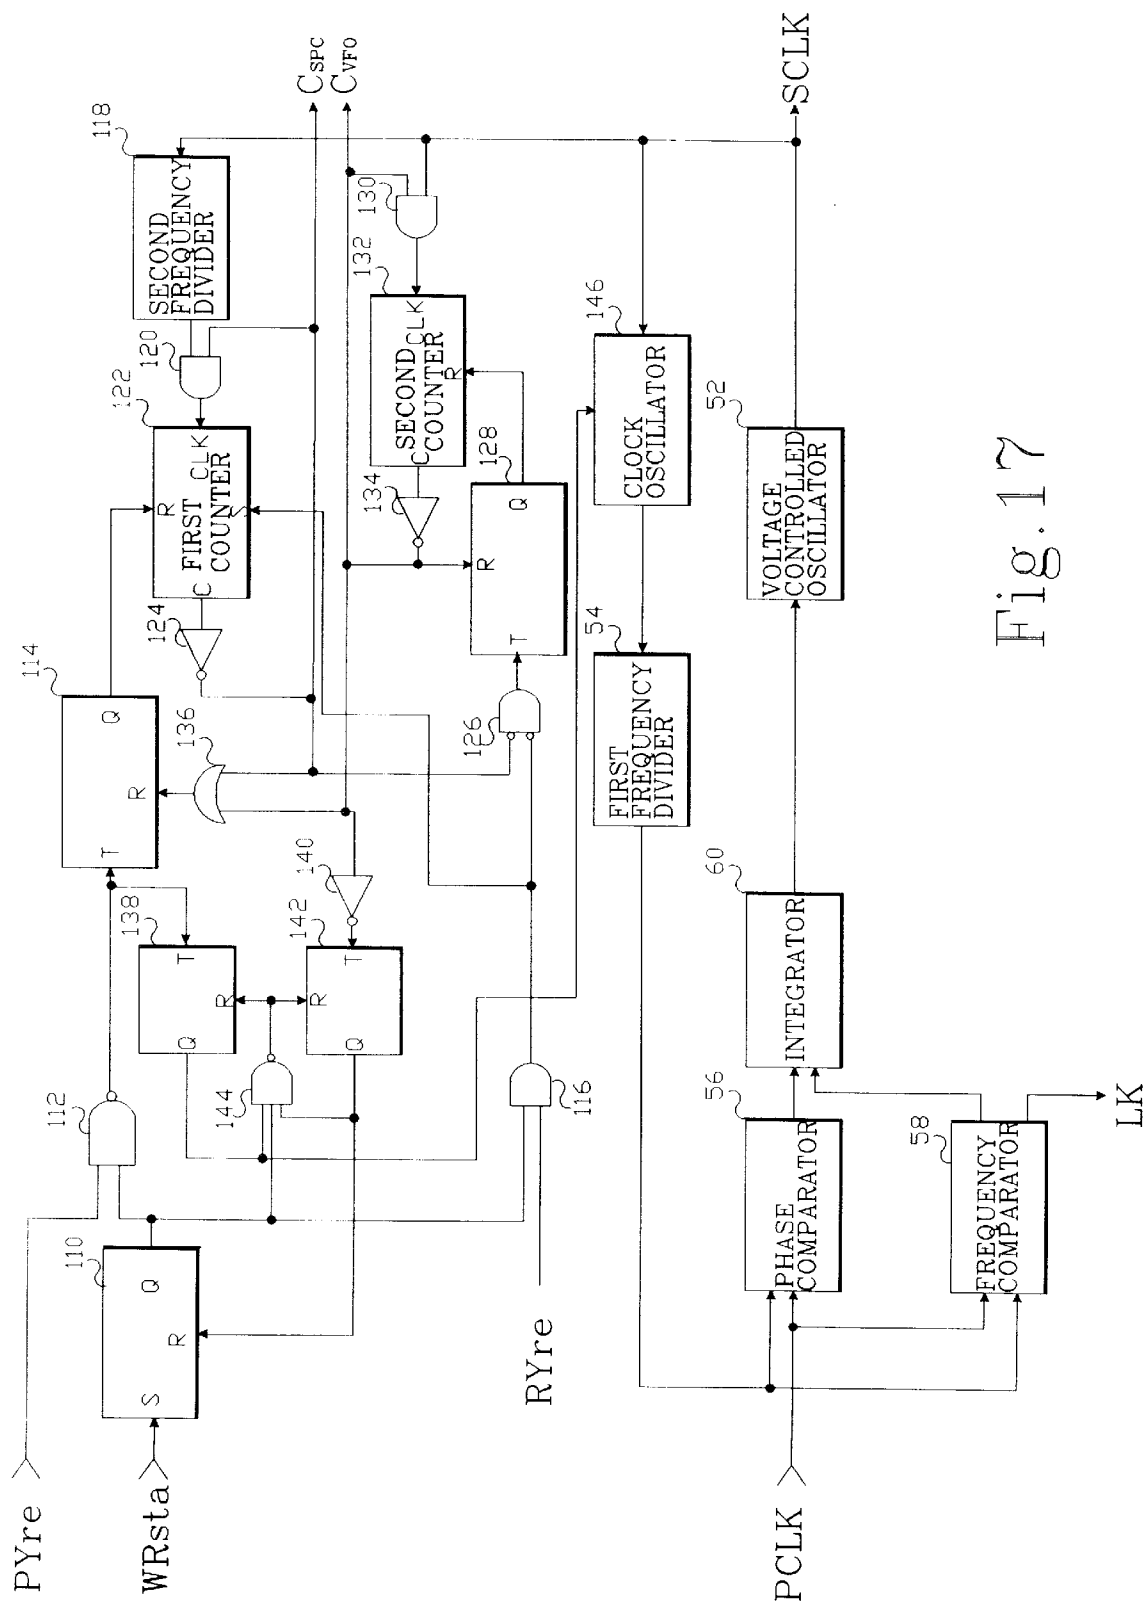 PYre
WRsta
110
S
R
Q
112
114
T
R
Q
118
SECOND
FREQUENCY
DIVIDER
120
122
R
C
FIRST
COUNTER
CLK
S
124
136
CSPC
CVFO
138
T
R
Q
140
142
R
T
Q
144
116
RYre
126
128
T
R
Q
134
132
C
SECOND
COUNTER
CLK
R
130
146
CLOCK
OSCILLATOR
54
FIRST
FREQUENCY
DIVIDER
PCLK
56
PHASE
COMPARATOR
58
FREQUENCY
COMPARATOR
LK
60
INTEGRATOR
52
VOLTAGE
CONTROLLED
OSCILLATOR
SCLK
Fig.17